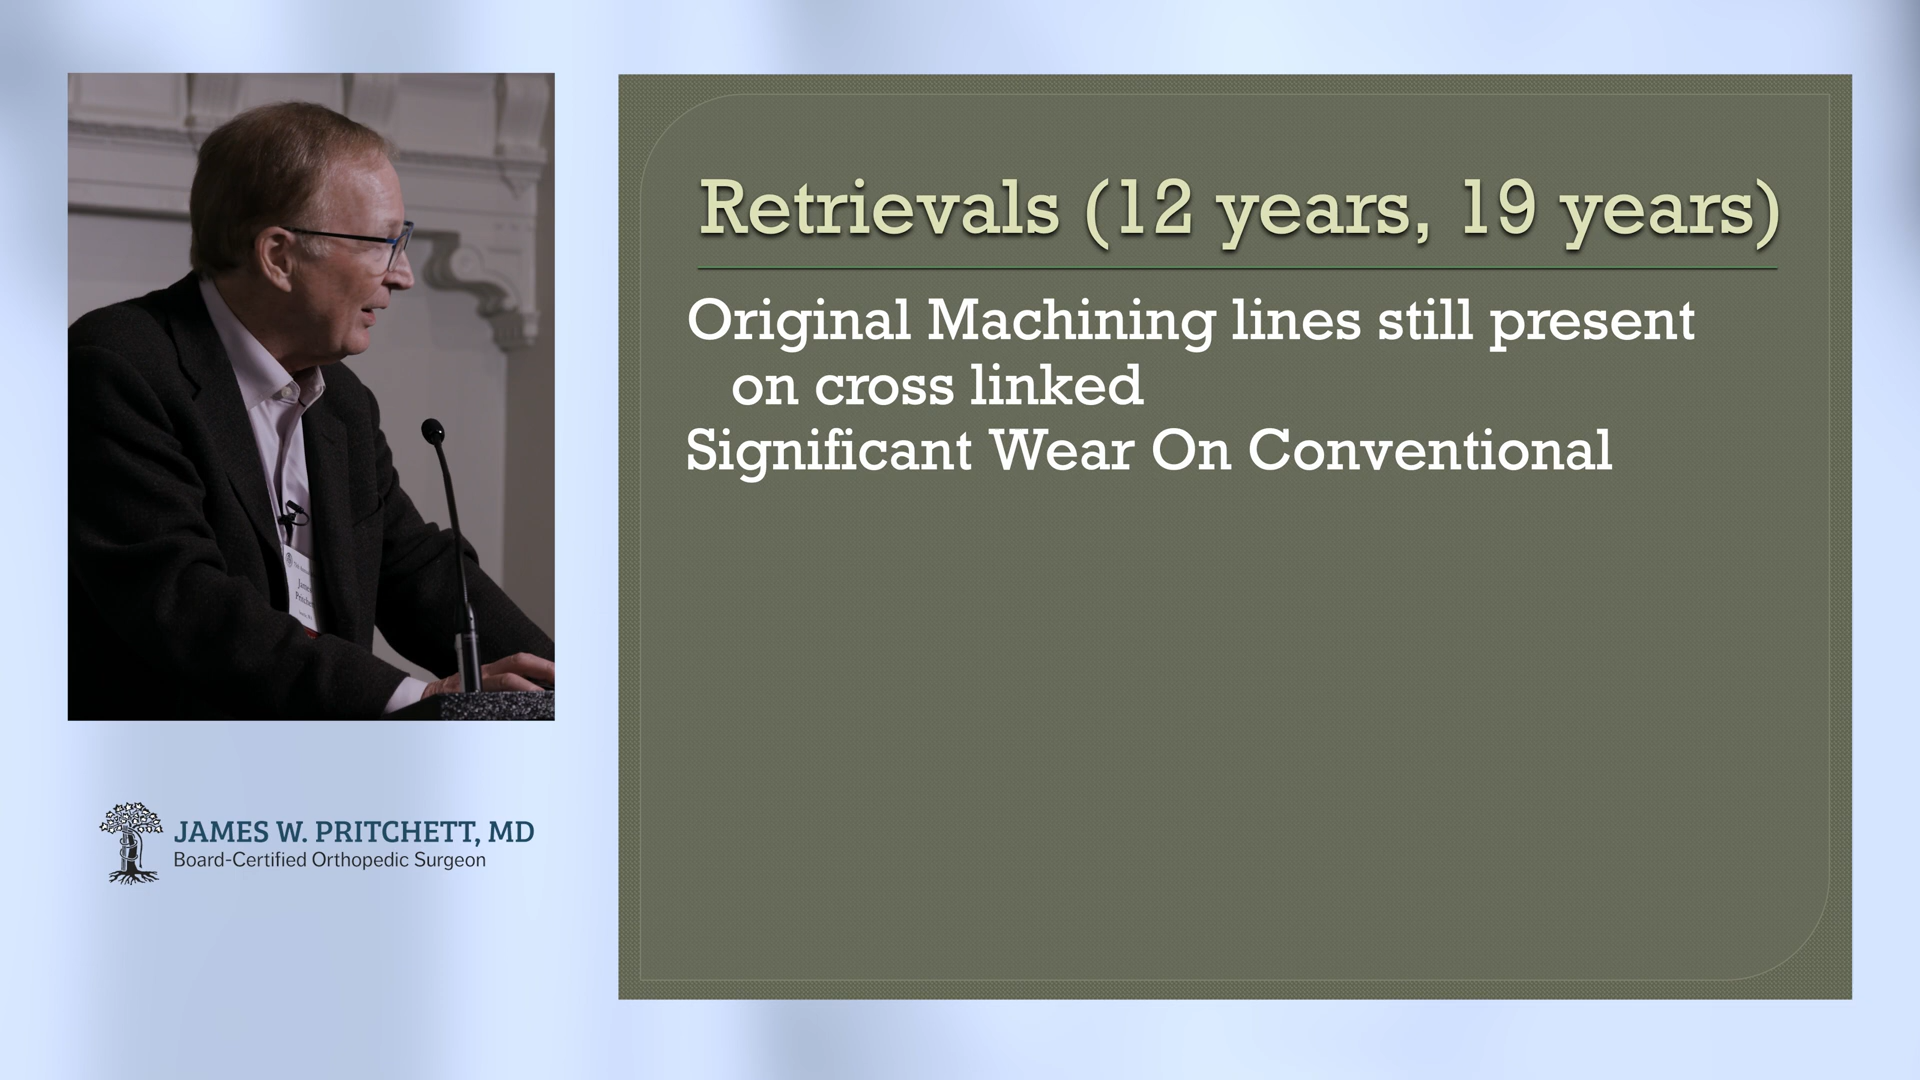 Retrievals (12 years, 19 years)
Original Machining lines still present
on cross linked
Significant Wear On Conventional
James
JAMES W. PRITCHETT, MD
Board-Certified Orthopedic Surgeon